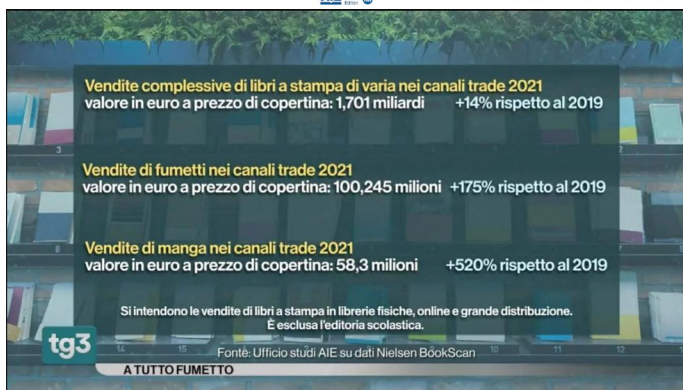 Vendite complessive di libri a stampa di varia nei canali trade 2021
valore in euro a prezzo di copertina: 1,701 miliardi +14% rispetto al 2019
Vendite di fumetti nei canali trade 2021
valore in euro a prezzo di copertina: 100,245 milioni +175% rispetto al 2019
Vendite di manga nei canali trade 2021
valore in euro a prezzo di copertina: 58,3 milioni +520% rispetto al 2019
Si intendono le vendite di libri a stampa in librerie fisiche, online e grande distribuzione.
È esclusa l'editoria scolastica.
tg3
Fonte: Ufficio studi AIE su dati Nielsen BookScan
A TUTTO FUMETTO